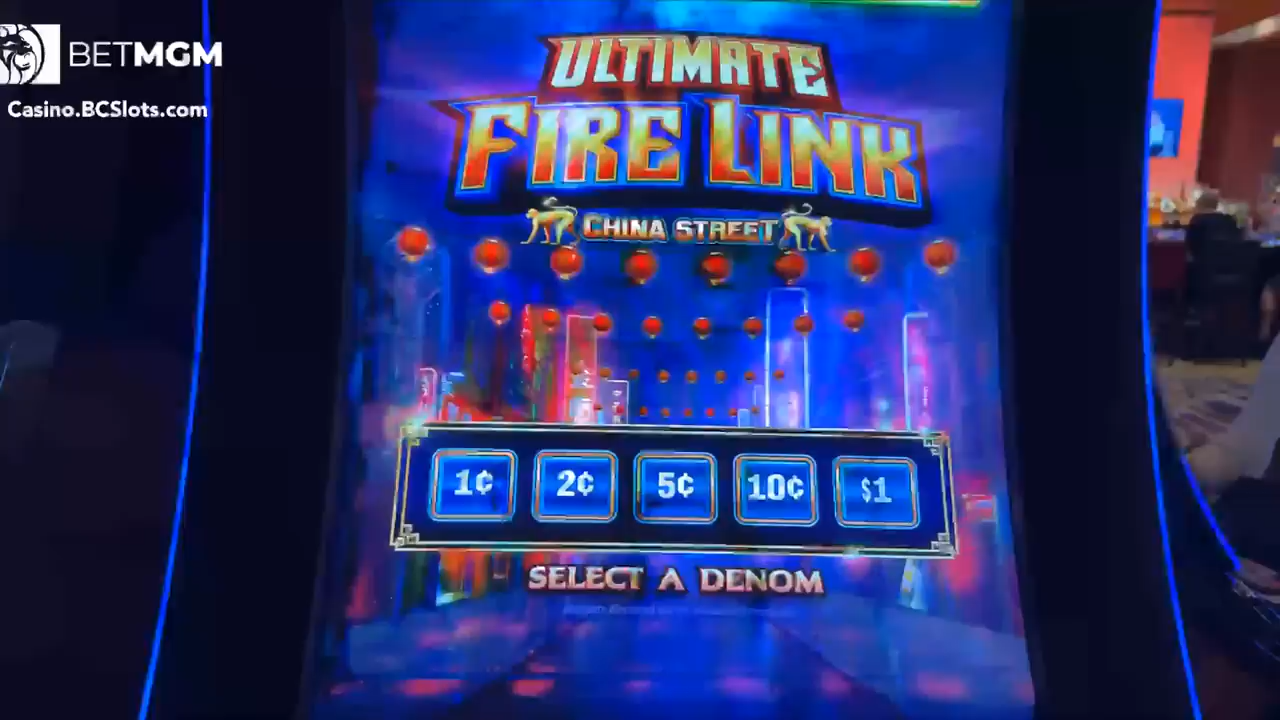 BETMGM
Casino.BCSlots.com
ULTIMATE
FIRE LINK
CHINA STREET
1¢ 2¢ 5¢ 10¢ $1
SELECT A DENOM